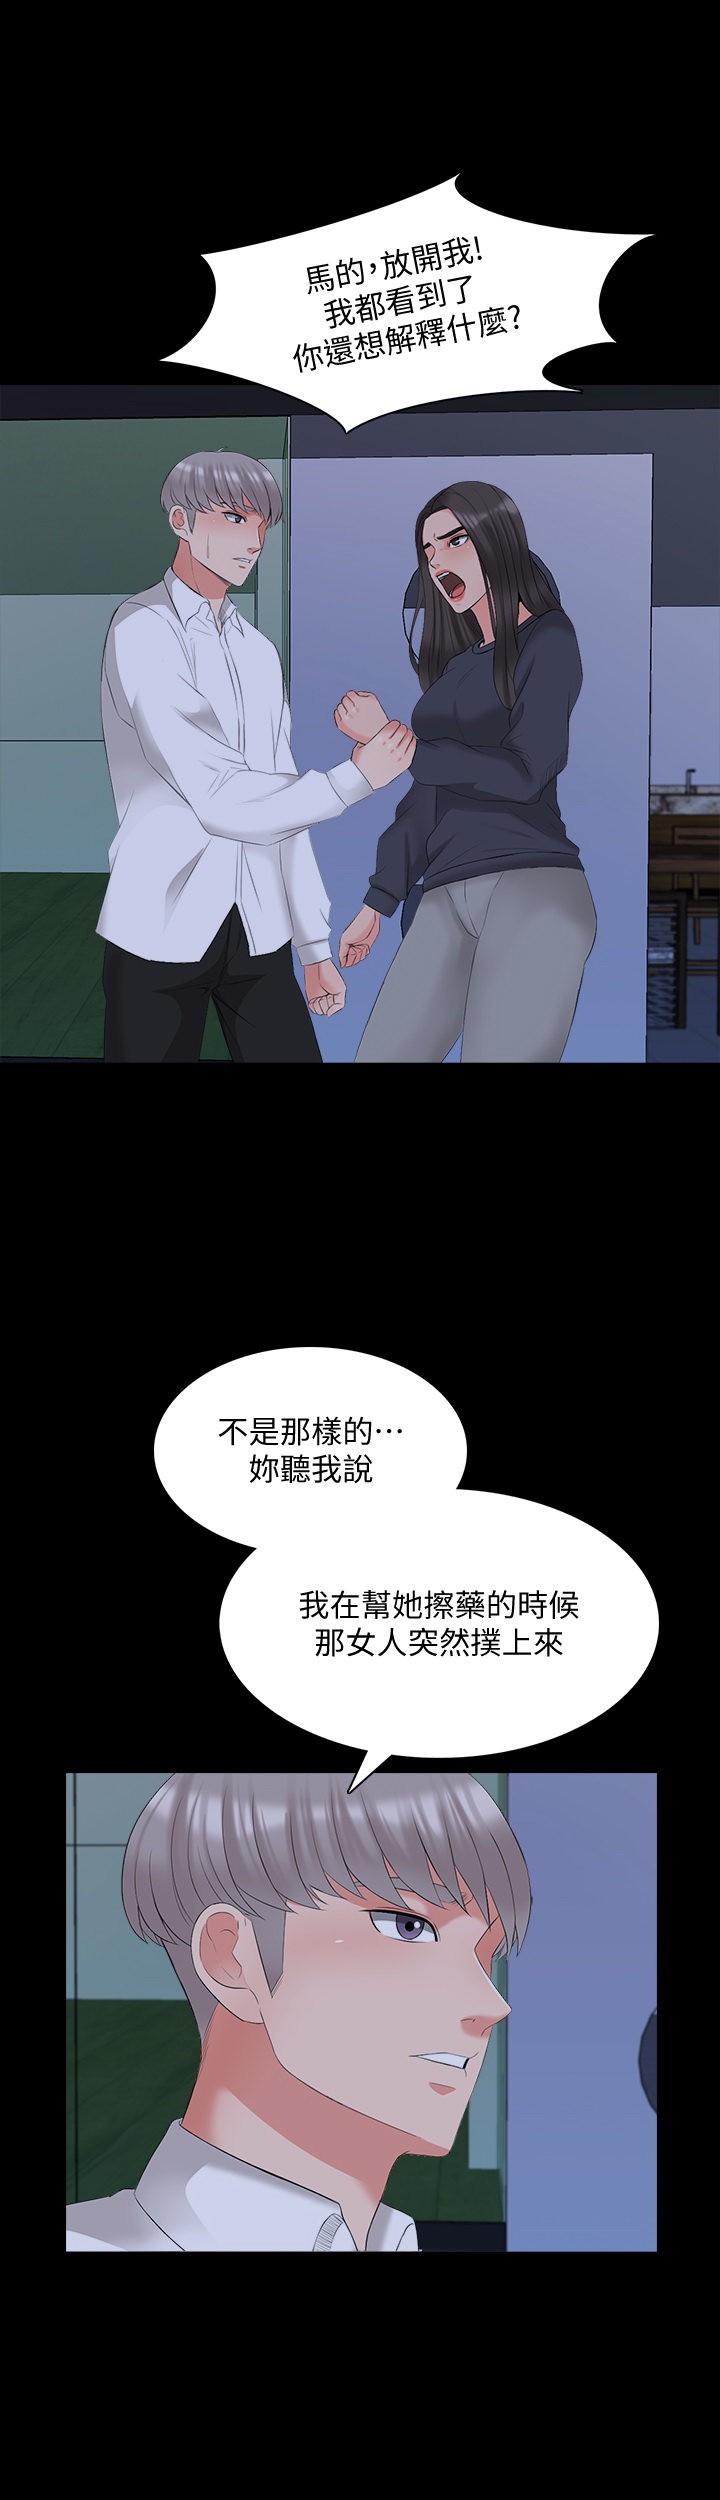 馬的，放開我!
我都看到了
你還想解釋什麼?
不是那樣的…
妳聽我說
我在幫她擦藥的時候
那女人突然撲上來